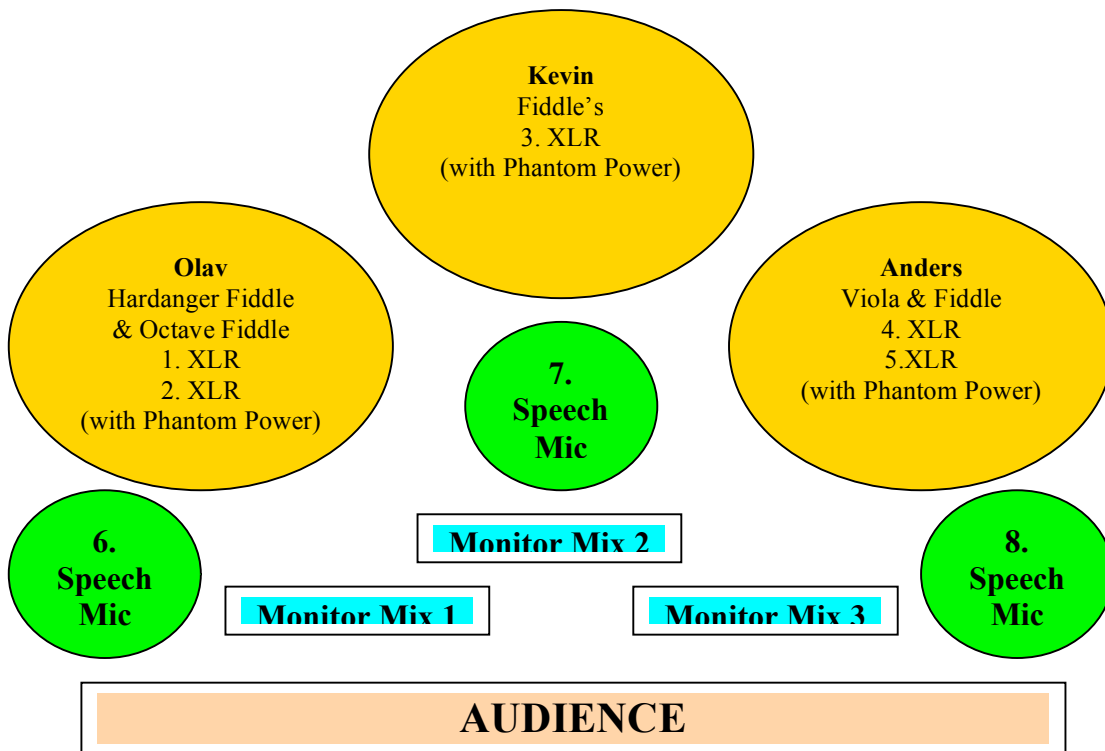 Kevin
Fiddle’s
3. XLR
(with Phantom Power)
Olav
Hardanger Fiddle
& Octave Fiddle
1. XLR
2. XLR
(with Phantom Power)
Anders
Viola & Fiddle
4. XLR
5.XLR
(with Phantom Power)
7.
Speech
Mic
6.
Speech
Mic
8.
Speech
Mic
Monitor Mix 2
Monitor Mix 1
Monitor Mix 3
AUDIENCE